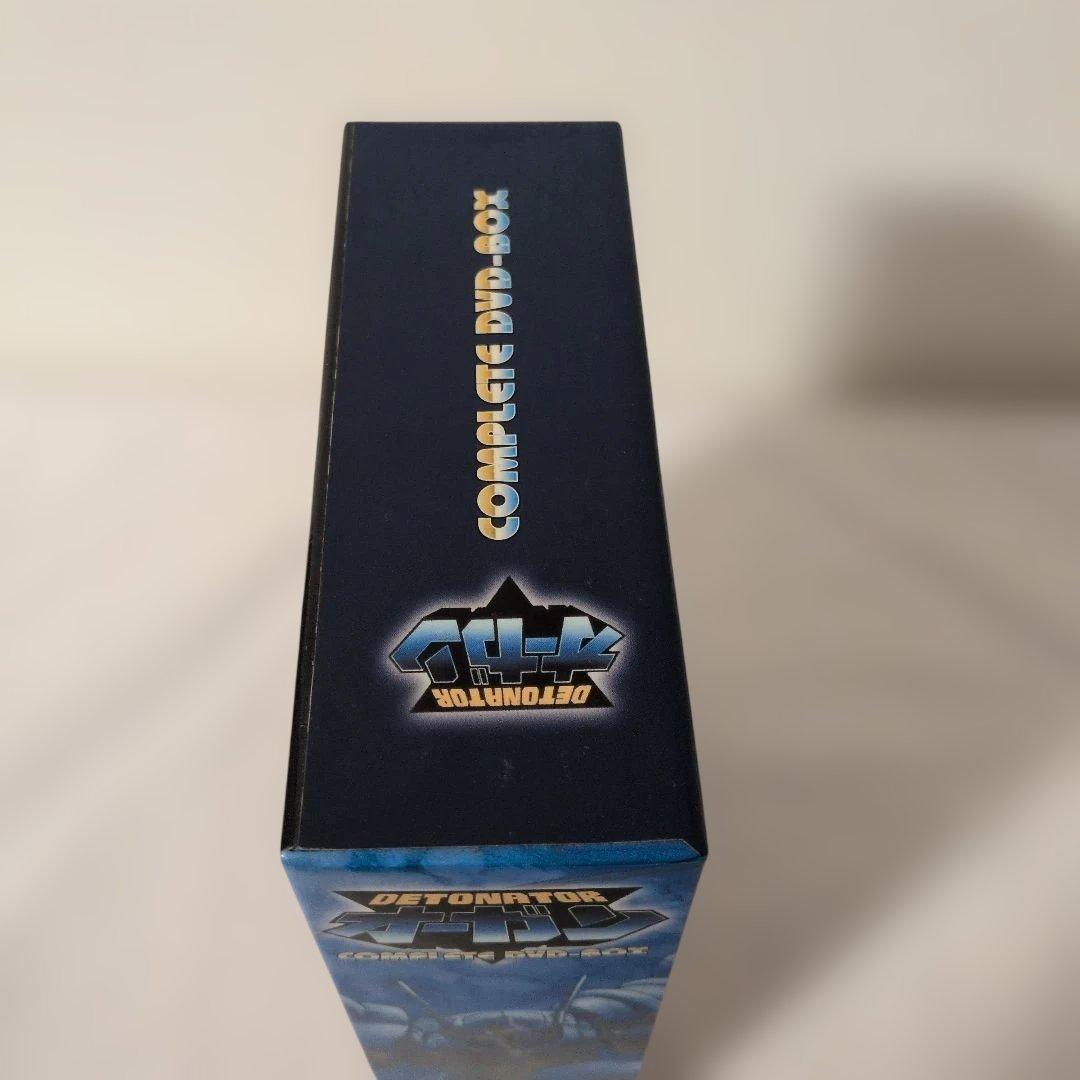 COMPLETE DVD-BOX
DETONATOR
オーガン
DETONATOR
オーガン
COMPLETE DVD-BOX